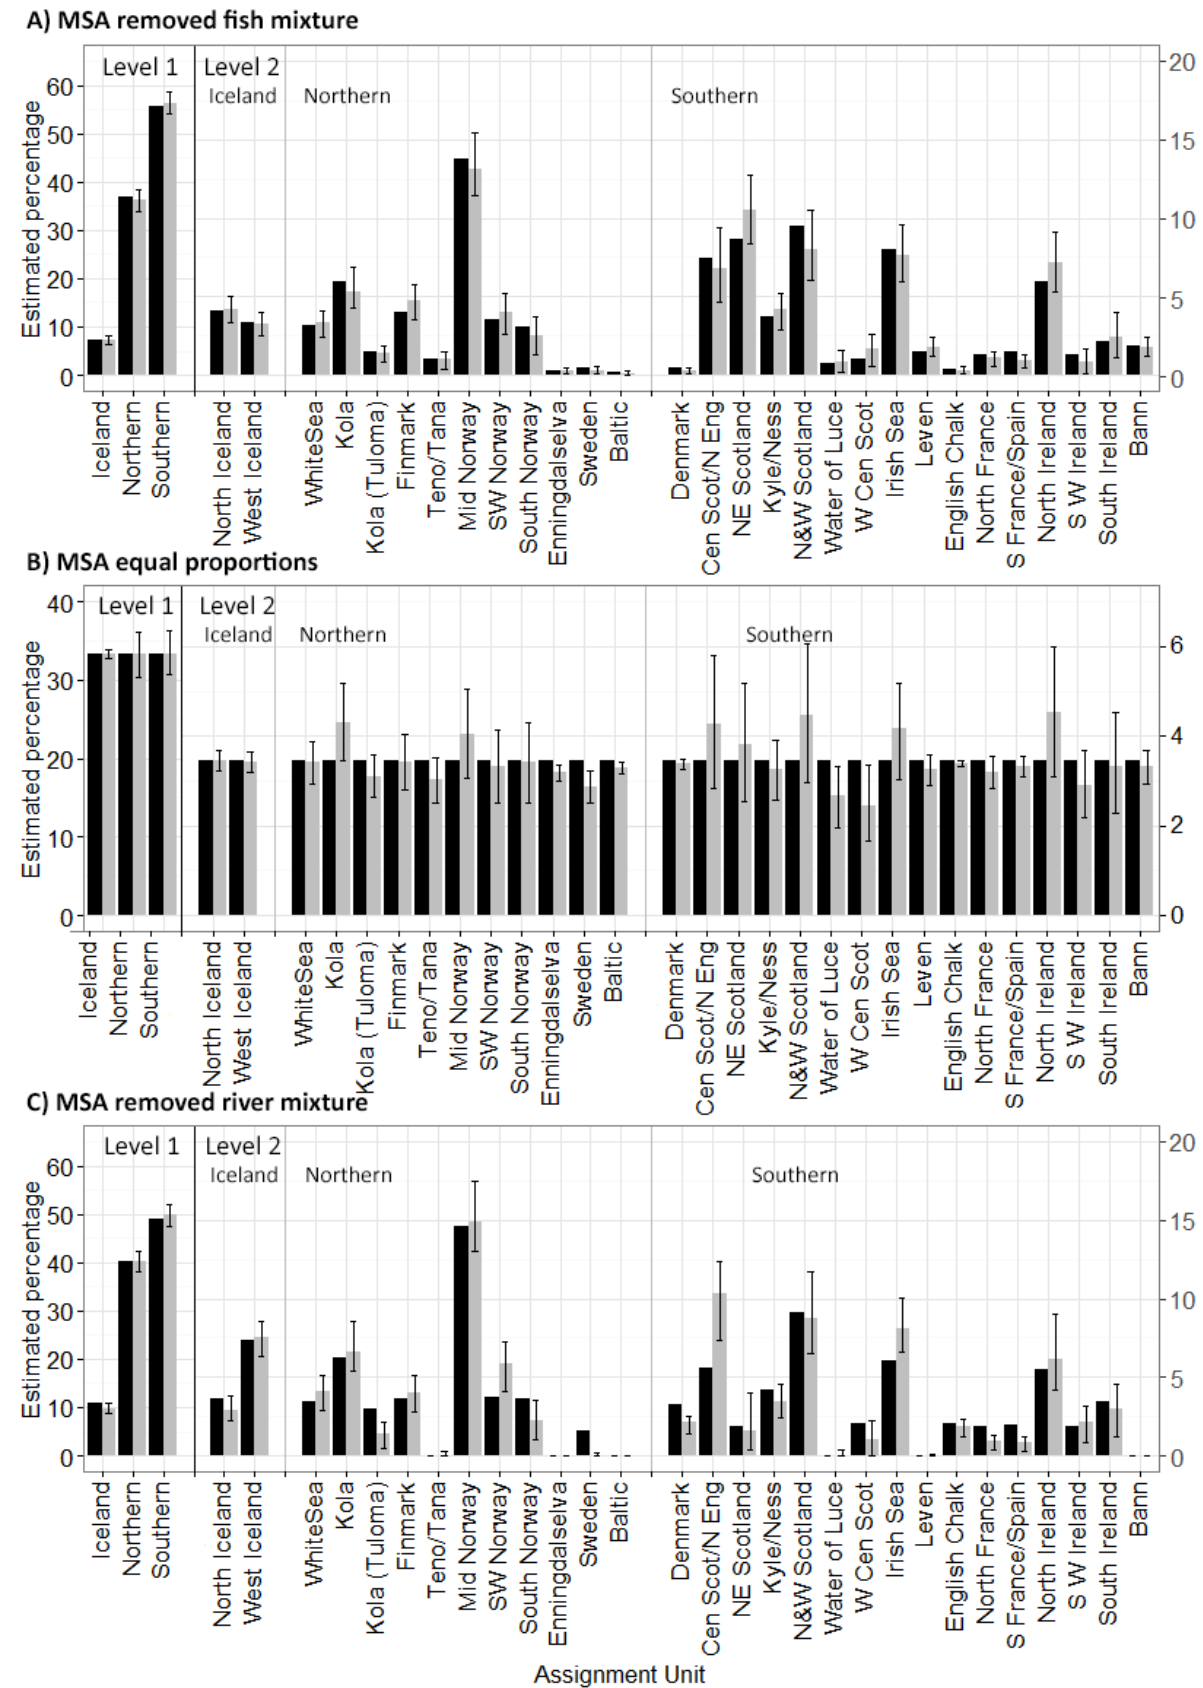 A) MSA removed fish mixture
Level 1
Level 2
Iceland
Northern
Southern
Estimated percentage
60
50
40
30
20
10
0
20
15
10
5
0
Iceland
Northern
Southern
North Iceland
West Iceland
WhiteSea
Kola
Kola (Tuloma)
Finmark
Teno/Tana
Mid Norway
SW Norway
South Norway
Enningdalselva
Sweden
Baltic
Denmark
Cen Scot/N Eng
NE Scotland
Kyle/Ness
N&W Scotland
Water of Luce
W Cen Scot
Irish Sea
Leven
English Chalk
North France
S France/Spain
North Ireland
S W Ireland
South Ireland
Bann
B) MSA equal proportions
Level 1
Level 2
Iceland
Northern
Southern
Estimated percentage
40
30
20
10
0
6
4
2
0
Iceland
Northern
Southern
North Iceland
West Iceland
WhiteSea
Kola
Kola (Tuloma)
Finmark
Teno/Tana
Mid Norway
SW Norway
South Norway
Enningdalselva
Sweden
Baltic
Denmark
Cen Scot/N Eng
NE Scotland
Kyle/Ness
N&W Scotland
Water of Luce
W Cen Scot
Irish Sea
Leven
English Chalk
North France
S France/Spain
North Ireland
S W Ireland
South Ireland
Bann
C) MSA removed river mixture
Level 1
Level 2
Iceland
Northern
Southern
Estimated percentage
60
50
40
30
20
10
0
20
15
10
5
0
Iceland
Northern
Southern
North Iceland
West Iceland
WhiteSea
Kola
Kola (Tuloma)
Finmark
Teno/Tana
Mid Norway
SW Norway
South Norway
Enningdalselva
Sweden
Baltic
Denmark
Cen Scot/N Eng
NE Scotland
Kyle/Ness
N&W Scotland
Water of Luce
W Cen Scot
Irish Sea
Leven
English Chalk
North France
S France/Spain
North Ireland
S W Ireland
South Ireland
Bann
Assignment Unit